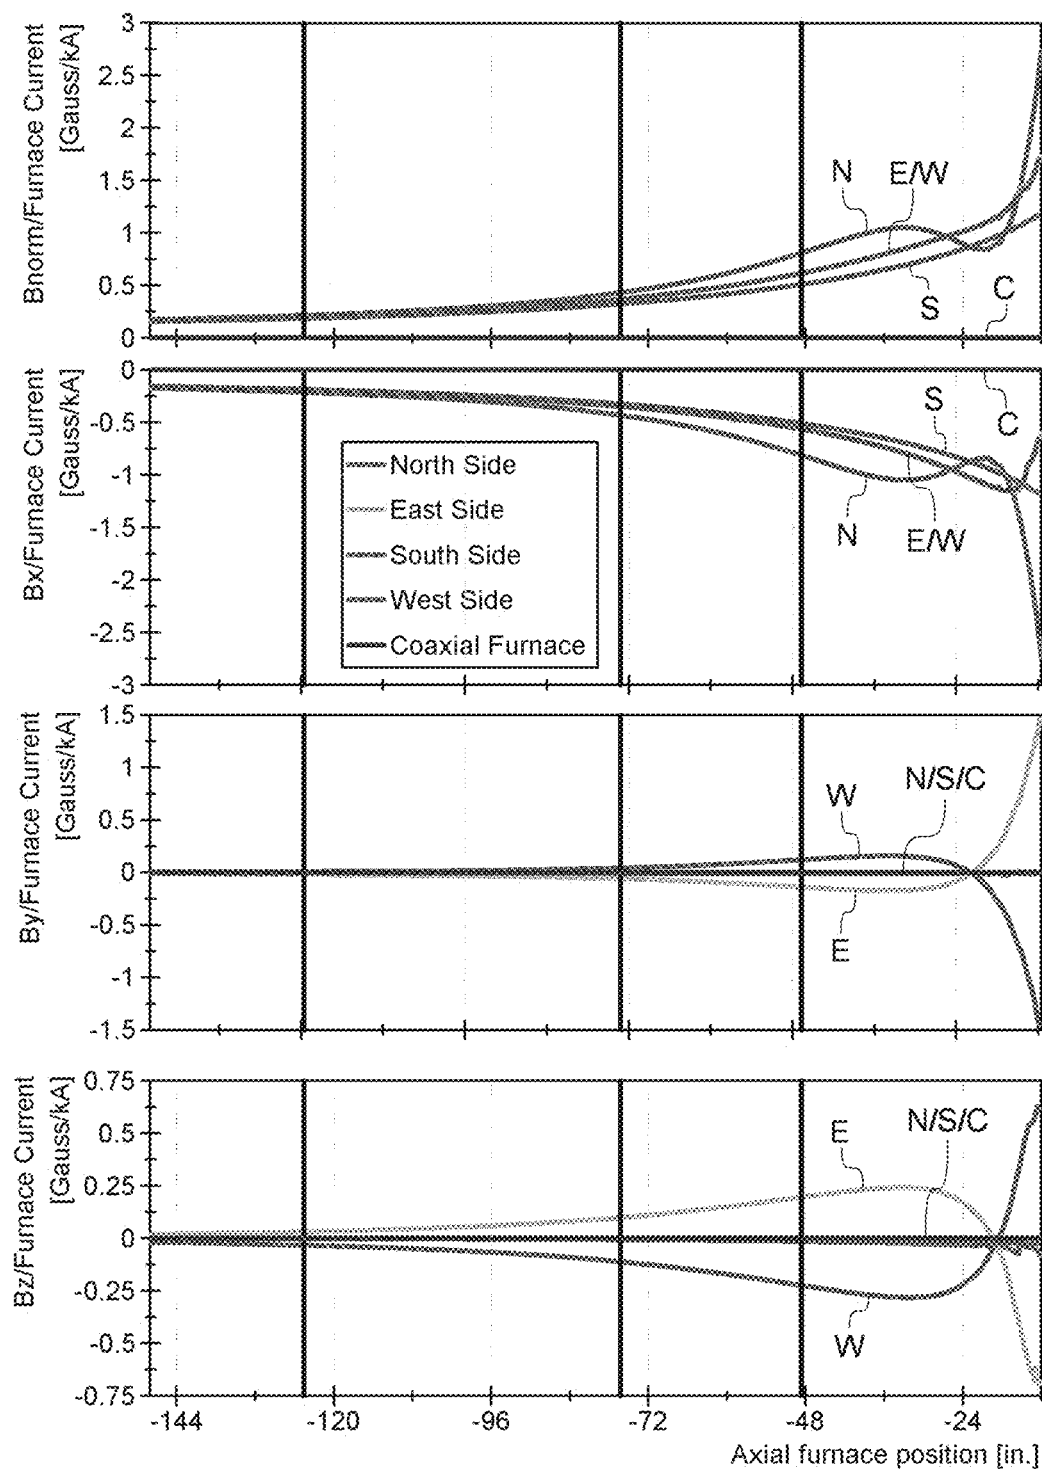 Bnorm/Furnace Current
[Gauss/kA]
3
2.5
2
1.5
1
0.5
0
N
E/W
S
C
Bx/Furnace Current
[Gauss/kA]
0
-0.5
-1
-1.5
-2
-2.5
-3
S
C
N
E/W
North Side
East Side
South Side
West Side
Coaxial Furnace
By/Furnace Current
[Gauss/kA]
1.5
1
0.5
0
-0.5
-1
-1.5
W
N/S/C
E
Bz/Furnace Current
[Gauss/kA]
0.75
0.5
0.25
0
-0.25
-0.5
-0.75
E
N/S/C
W
-144 -120 -96 -72 -48 -24
Axial furnace position [in.]